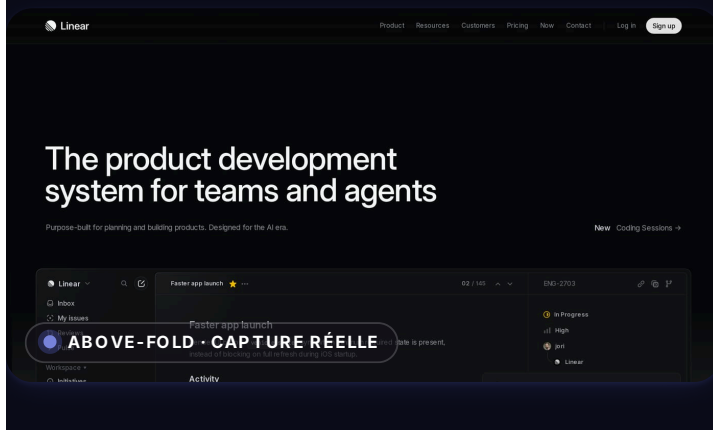 Linear
Product Resources Customers Pricing Now Contact Log in Sign up
The product development
system for teams and agents
Purpose-built for planning and building products. Designed for the AI era.
New Coding Sessions →
Linear
Faster app launch
02 / 145
ENG-2703
Inbox
My issues
Reviews
In Progress
High
jori
Linear
Faster app launch
state is present,
instead of blocking on full refresh during iOS startup.
ABOVE-FOLD · CAPTURE RÉELLE
Workspace
Initiatives
Activity